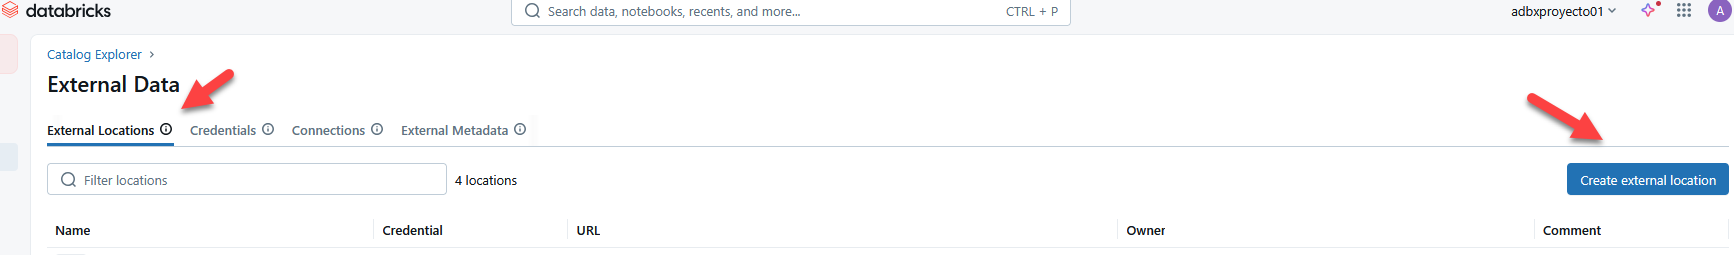 databricks
Search data, notebooks, recents, and more...
CTRL + P
adbxproyecto01
A
Catalog Explorer
External Data
External Locations
Credentials
Connections
External Metadata
Filter locations
4 locations
Create external location
Name
Credential
URL
Owner
Comment